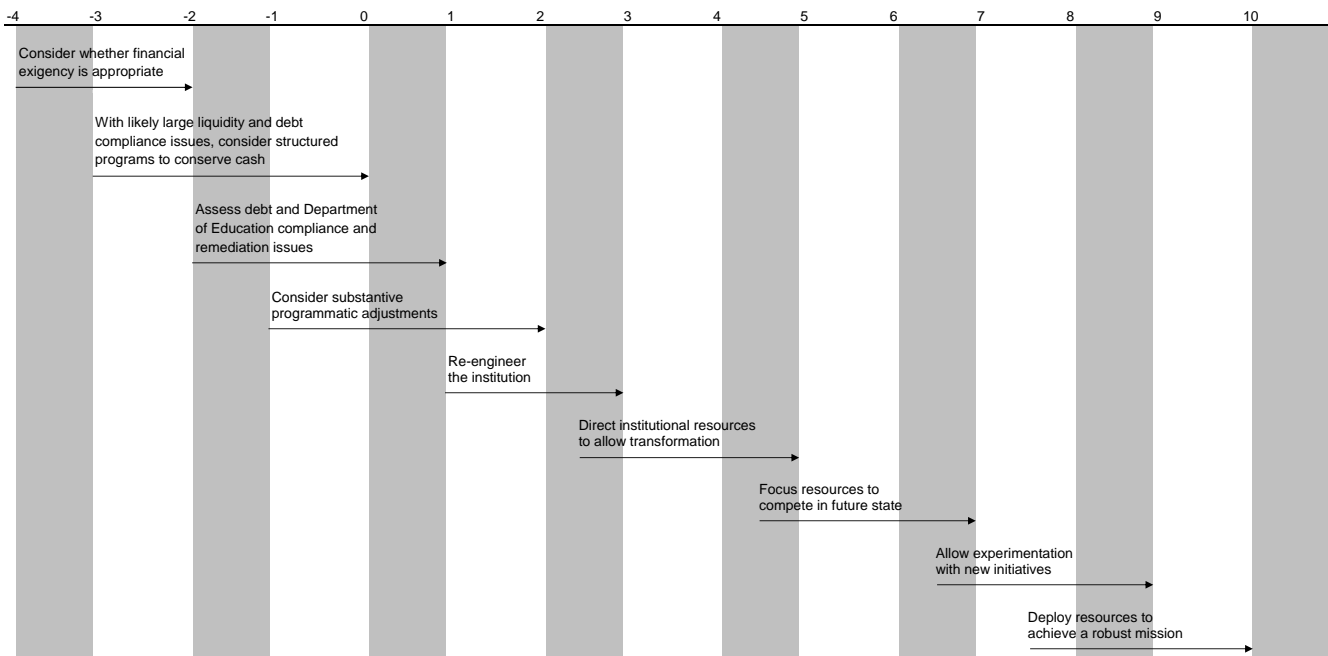 -4 -3 -2 -1 0 1 2 3 4 5 6 7 8 9 10
Consider whether financial
exigency is appropriate
With likely large liquidity and debt
compliance issues, consider structured
programs to conserve cash
Assess debt and Department
of Education compliance and
remediation issues
Consider substantive
programmatic adjustments
Re-engineer
the institution
Direct institutional resources
to allow transformation
Focus resources to
compete in future state
Allow experimentation
with new initiatives
Deploy resources to
achieve a robust mission